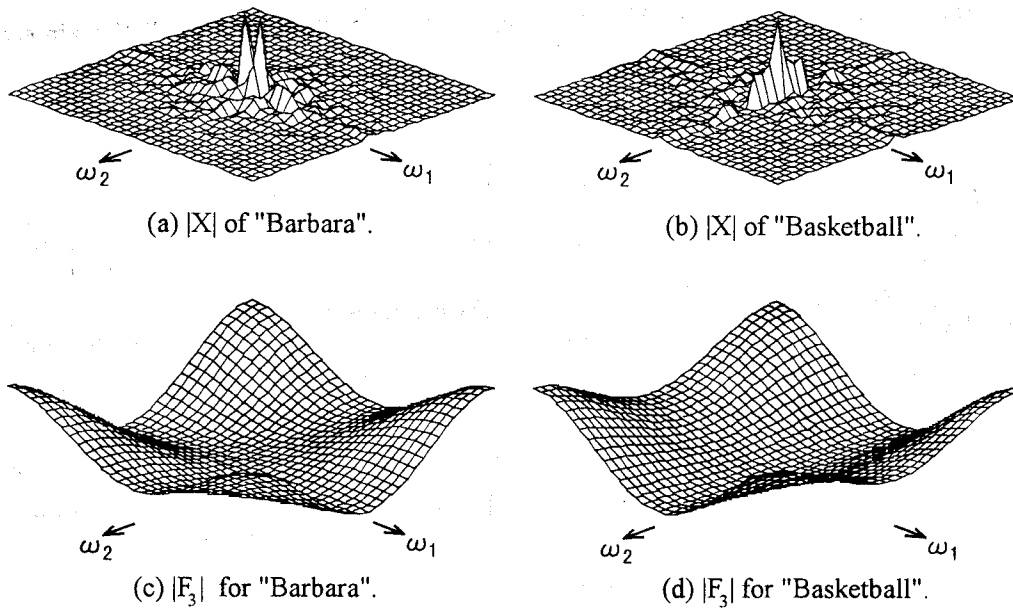 ω2 ω1 ω2 ω1
(a) |X| of "Barbara". (b) |X| of "Basketball".
ω2 ω1 ω2 ω1
(c) |F3| for "Barbara". (d) |F3| for "Basketball".